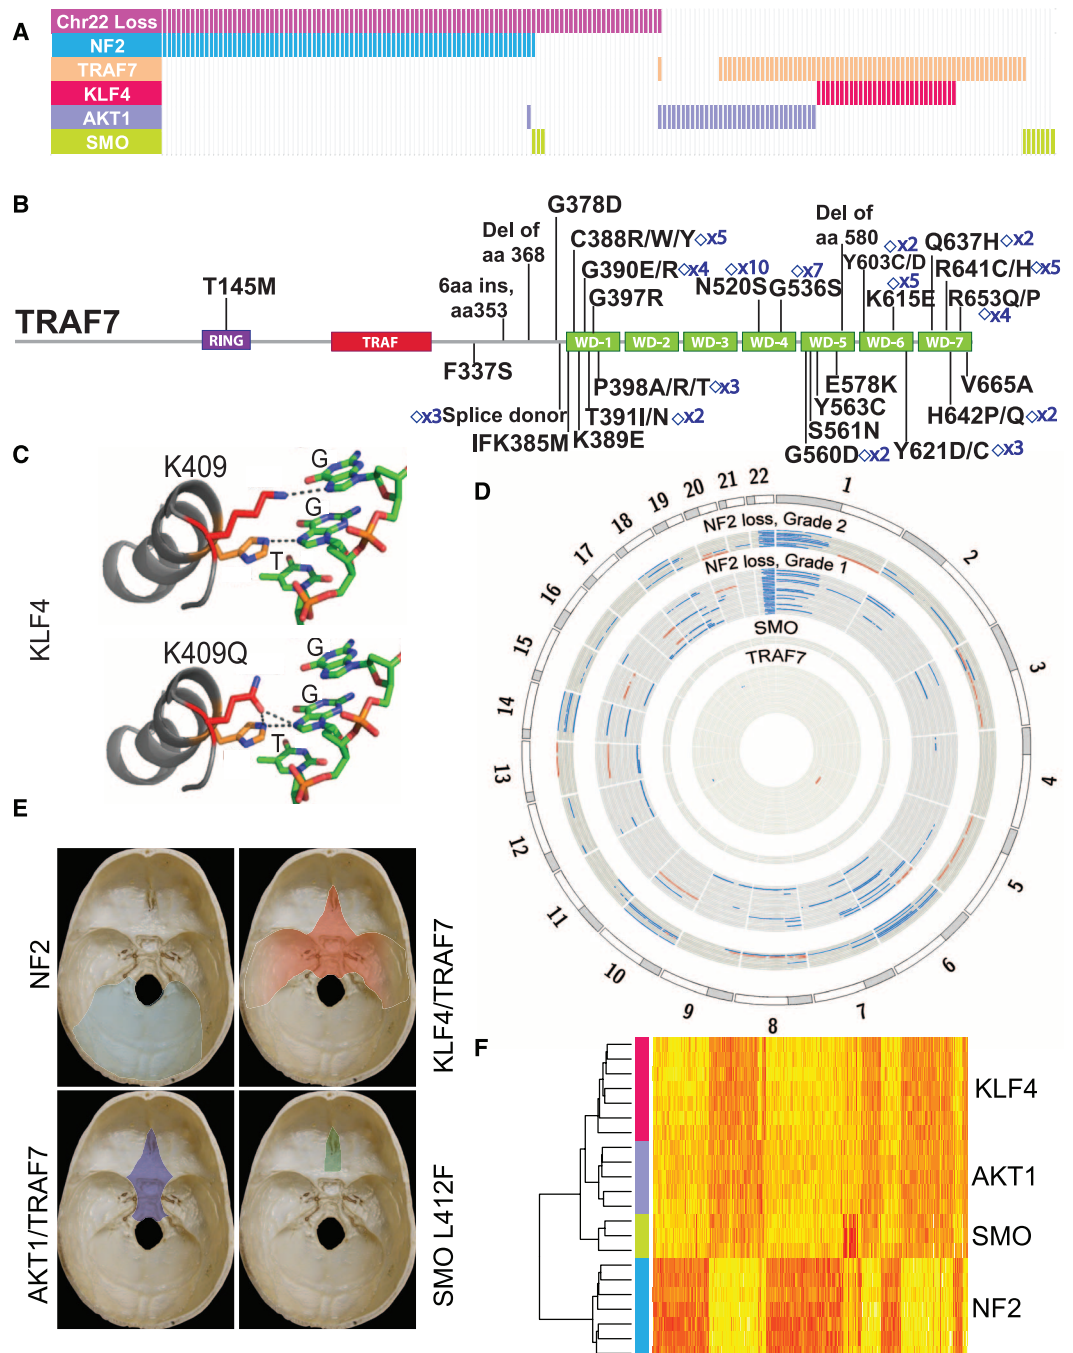 A
Chr22 Loss
NF2
TRAF7
KLF4
AKT1
SMO
B
G378D
Del of
aa 368
C388R/W/Y◇x5
G390E/R◇x4
G397R
6aa ins,
aa353
T145M
◇x10
N520S
◇x7
G536S
Del of
aa 580
◇x2
Y603C/D
◇x5
K615E
Q637H◇x2
R641C/H◇x5
R653Q/P
◇x4
TRAF7
RING
TRAF
WD-1
WD-2
WD-3
WD-4
WD-5
WD-6
WD-7
F337S
◇x3Splice donor
IFK385M
K389E
T391I/N◇x2
P398A/R/T◇x3
E578K
Y563C
S561N
G560D◇x2
Y621D/C◇x3
H642P/Q◇x2
V665A
C
KLF4
K409
G
G
T
K409Q
G
G
T
D
1
2
3
4
5
6
7
8
9
10
11
12
13
14
15
16
17
18
19
20
21
22
NF2 loss, Grade 2
NF2 loss, Grade 1
SMO
TRAF7
E
NF2
KLF4/TRAF7
AKT1/TRAF7
SMO L412F
F
KLF4
AKT1
SMO
NF2